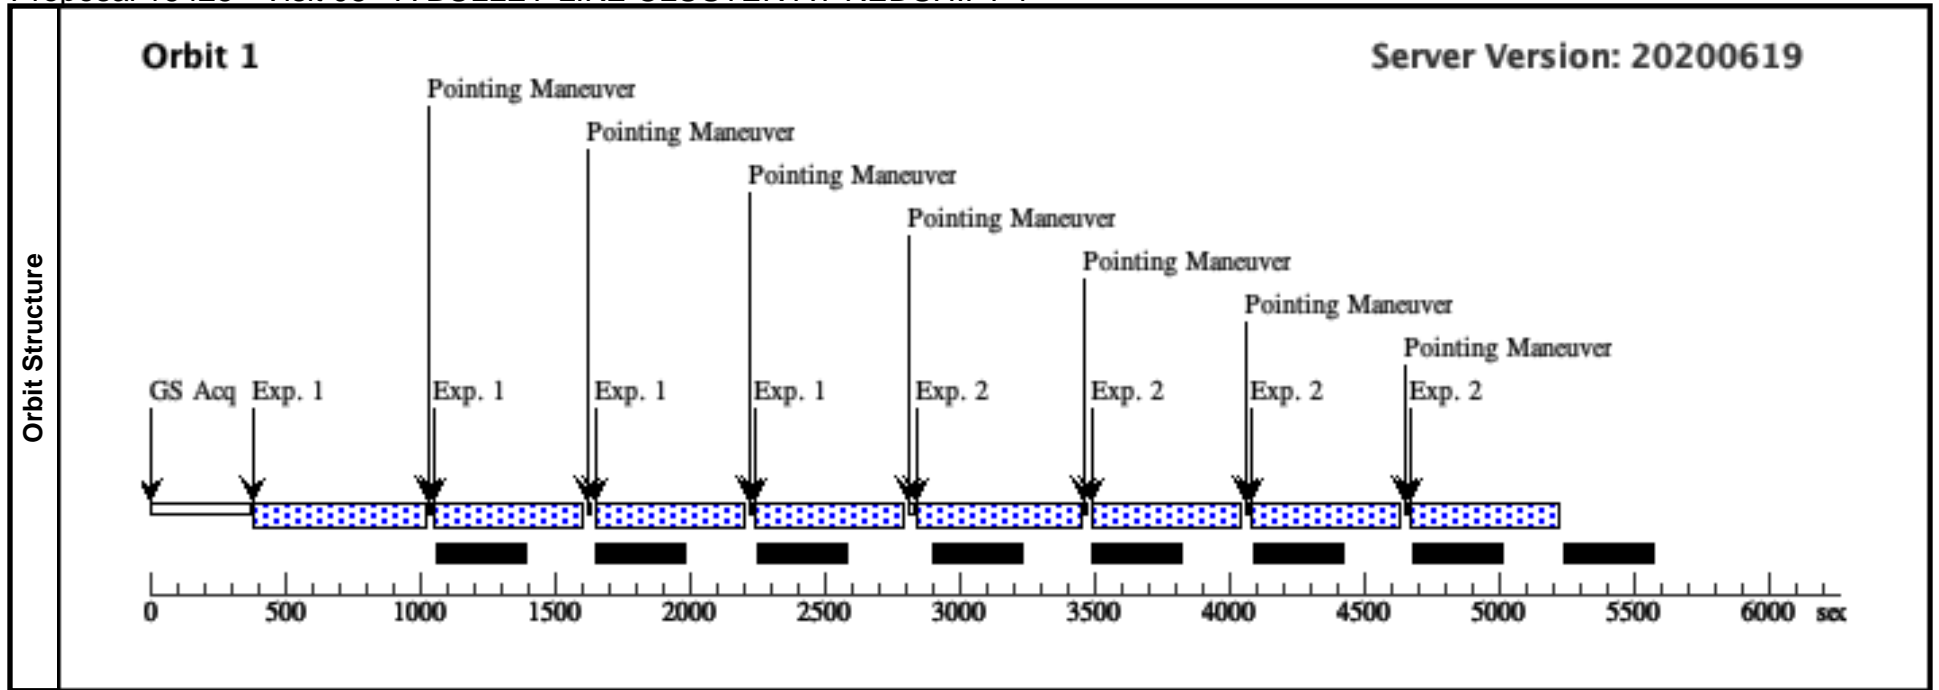 Orbit 1
Server Version: 20200619
Pointing Maneuver
Pointing Maneuver
Pointing Maneuver
Pointing Maneuver
Pointing Maneuver
Pointing Maneuver
Pointing Maneuver
GS Acq Exp. 1 Exp. 1 Exp. 1 Exp. 1 Exp. 2 Exp. 2 Exp. 2 Exp. 2
Orbit Structure
0 500 1000 1500 2000 2500 3000 3500 4000 4500 5000 5500 6000 sec